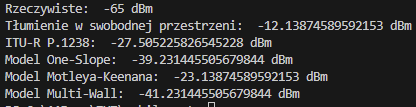 Rzeczywiste:  -65 dBm
Tłumienie w swobodnej przestrzeni:  -12.13874589592153 dBm
ITU-R P.1238:  -27.505225826545228 dBm
Model One-Slope:  -39.231445505679844 dBm
Model Motleya-Keenana:  -23.13874589592153 dBm
Model Multi-Wall:  -41.231445505679844 dBm